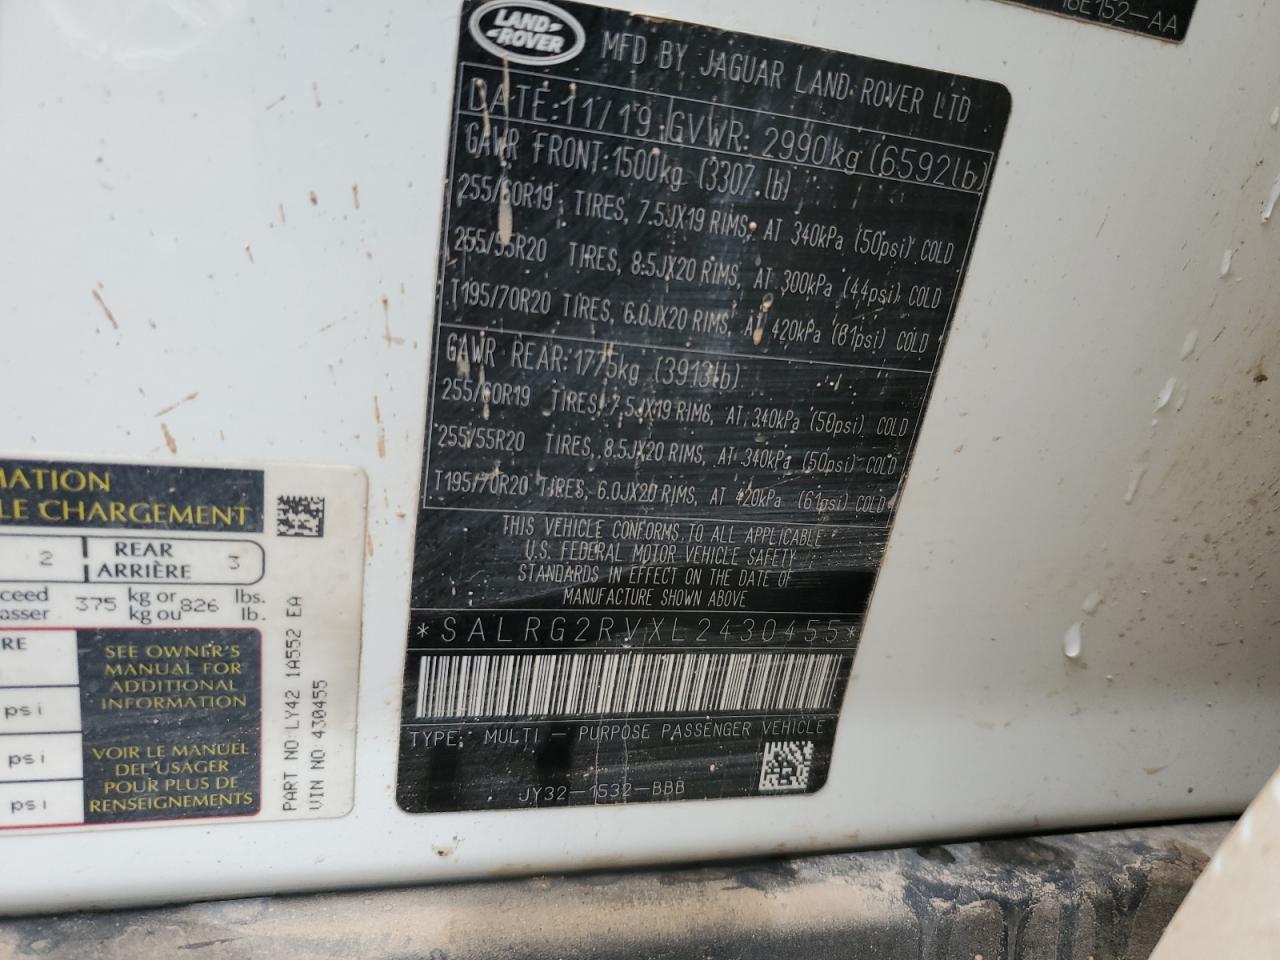 16E152-AA
LAND-
-ROVER
MFD BY JAGUAR LAND ROVER LTD
DATE:11/19 GVWR: 2990kg (6592lb)
GAWR FRONT:1500kg (3307.lb)
255/60R19 TIRES, 7.5JX19 RIMS, AT 340kPa (50psi) COLD
255/55R20 TIRES, 8.5JX20 RIMS, AT 300kPa (44psi) COLD
T195/70R20 TIRES, 6.0JX20 RIMS, AT 420kPa (61psi) COLD
GAWR REAR:1775kg (3913lb)
255/60R19 TIRES, 7.5JX19 RIMS, AT 340kPa (50psi) COLD
255/55R20 TIRES, 8.5JX20 RIMS, AT 340kPa (50psi) COLD
T195/70R20 TIRES, 6.0JX20 RIMS, AT 420kPa (61psi) COLD
THIS VEHICLE CONFORMS TO ALL APPLICABLE
U.S. FEDERAL MOTOR VEHICLE SAFETY
STANDARDS IN EFFECT ON THE DATE OF
MANUFACTURE SHOWN ABOVE
*SALRG2RVXL2430455*
TYPE: MULTI - PURPOSE PASSENGER VEHICLE
JY32-1532-BBB
MATION
LE CHARGEMENT
2 REAR 3
ARRIÈRE
xceed 375 kg or 826 lbs.
asser kg ou lb.
RE
psi
psi
psi
SEE OWNER'S
MANUAL FOR
ADDITIONAL
INFORMATION
VOIR LE MANUEL
DE L'USAGER
POUR PLUS DE
RENSEIGNEMENTS
PART NO:LY42 1A552 EA
VIN NO:430455